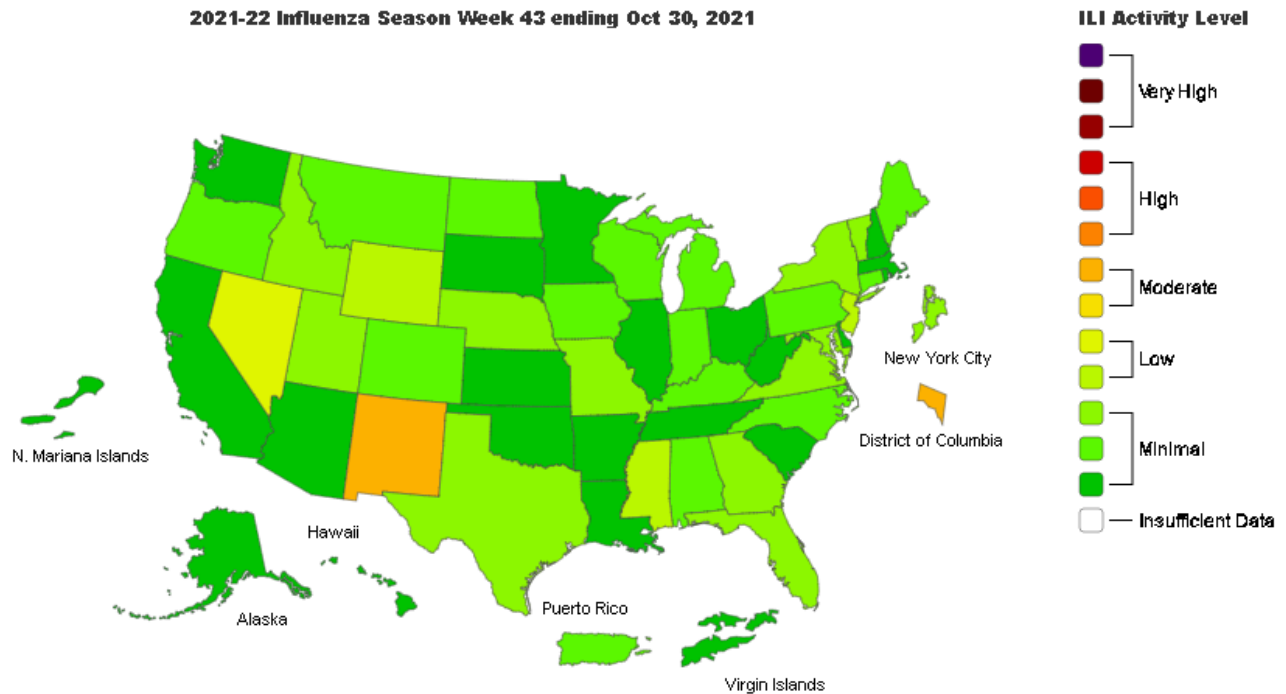 2021-22 Influenza Season Week 43 ending Oct 30, 2021
ILI Activity Level
Very High
High
Moderate
Low
Minimal
Insufficient Data
New York City
District of Columbia
N. Mariana Islands
Hawaii
Alaska
Puerto Rico
Virgin Islands